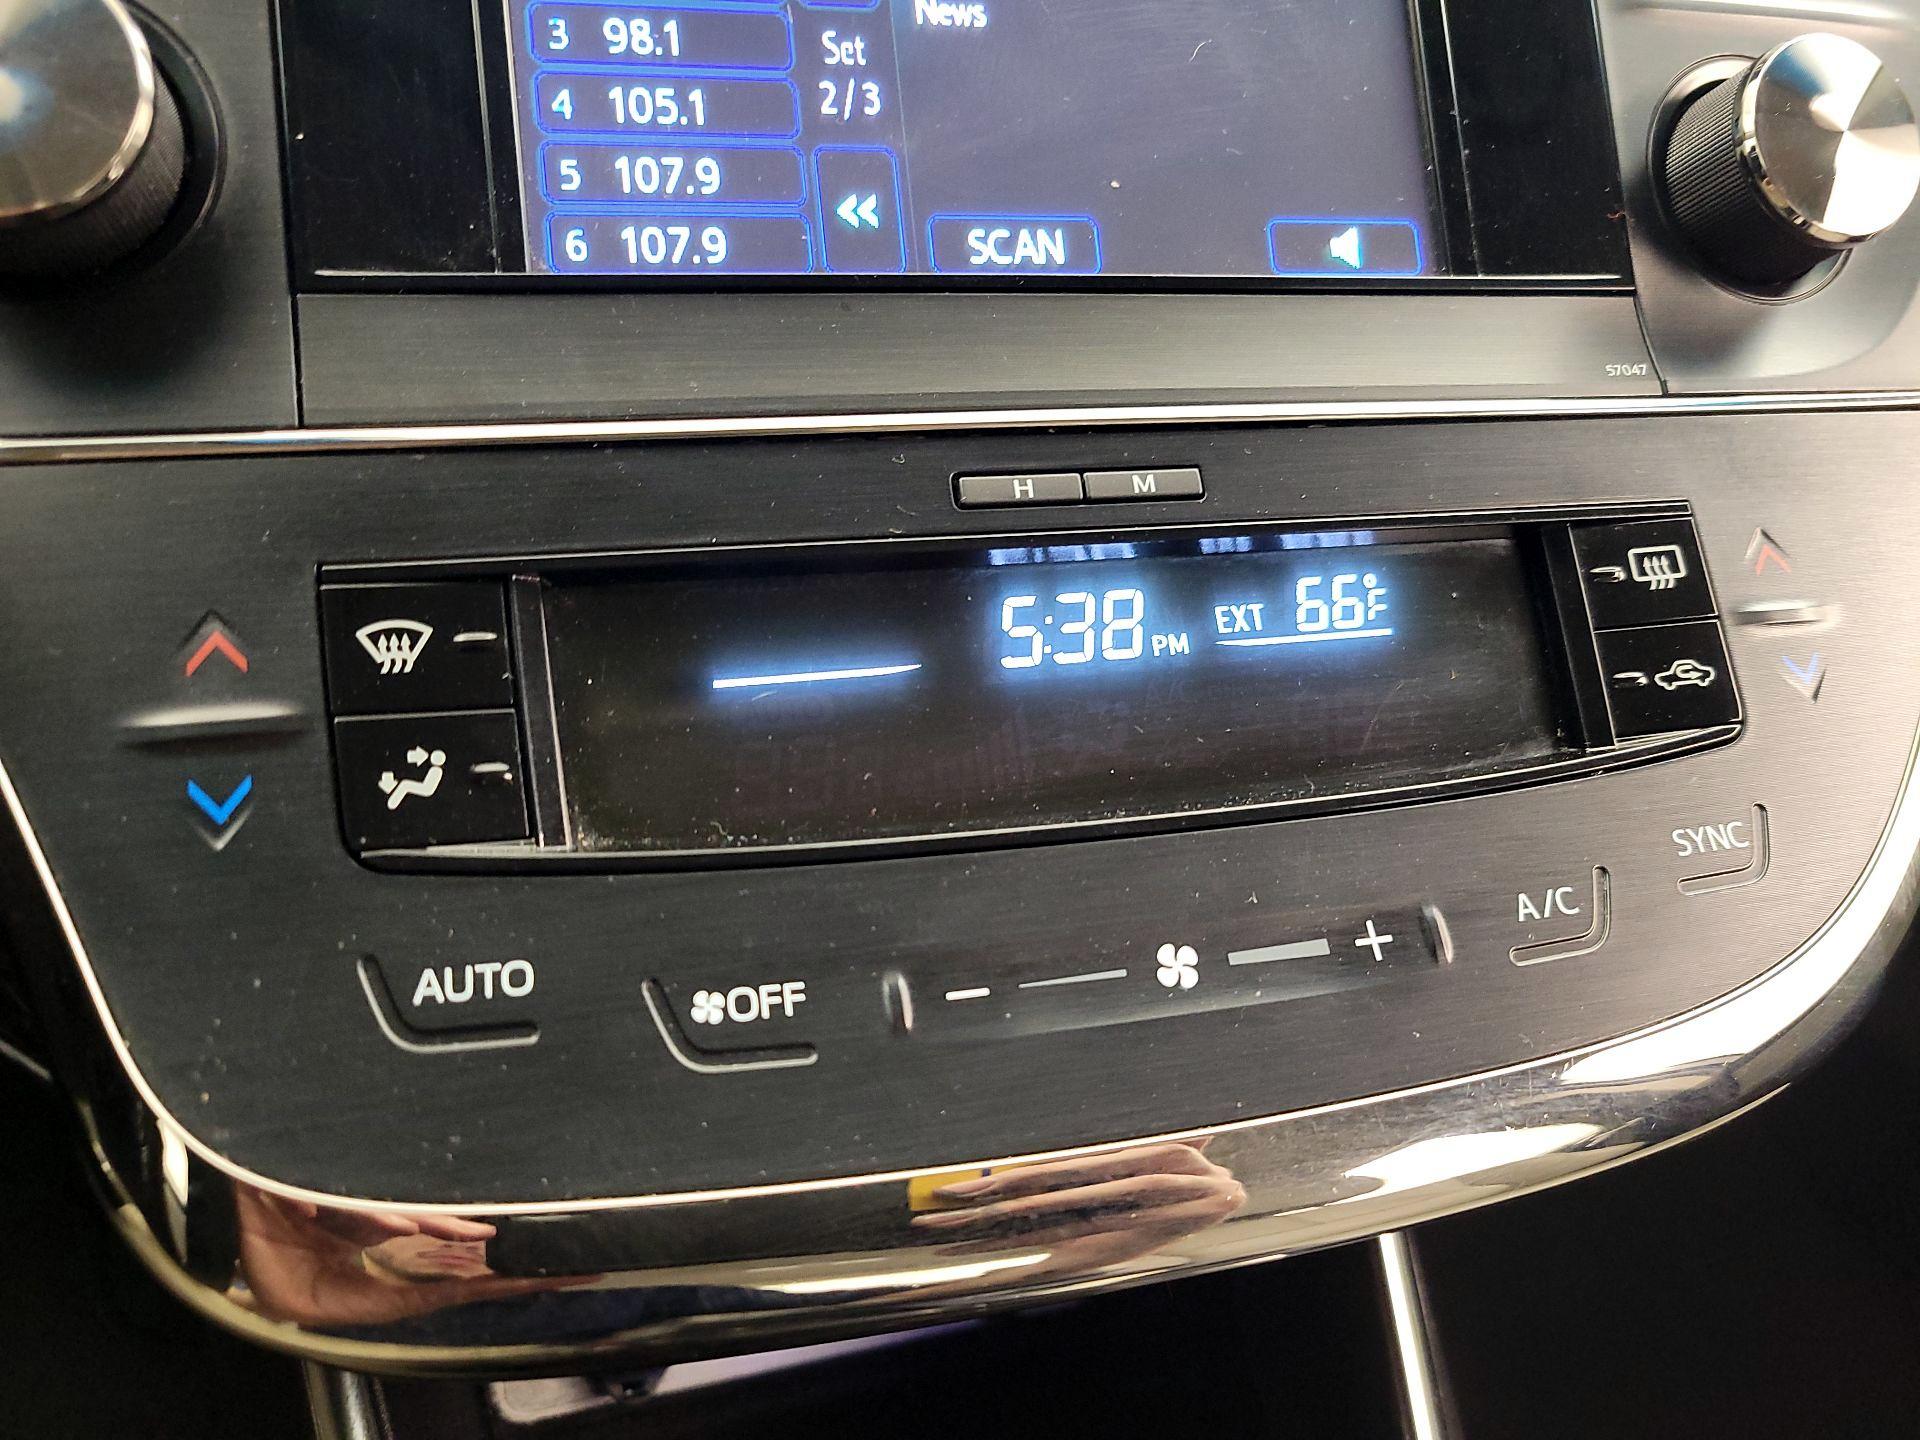 News
3 98.1
Set
2/3
4 105.1
5 107.9
6 107.9
SCAN
57047
H M
5:38 PM EXT 66°F
SYNC
A/C
AUTO
OFF
- +